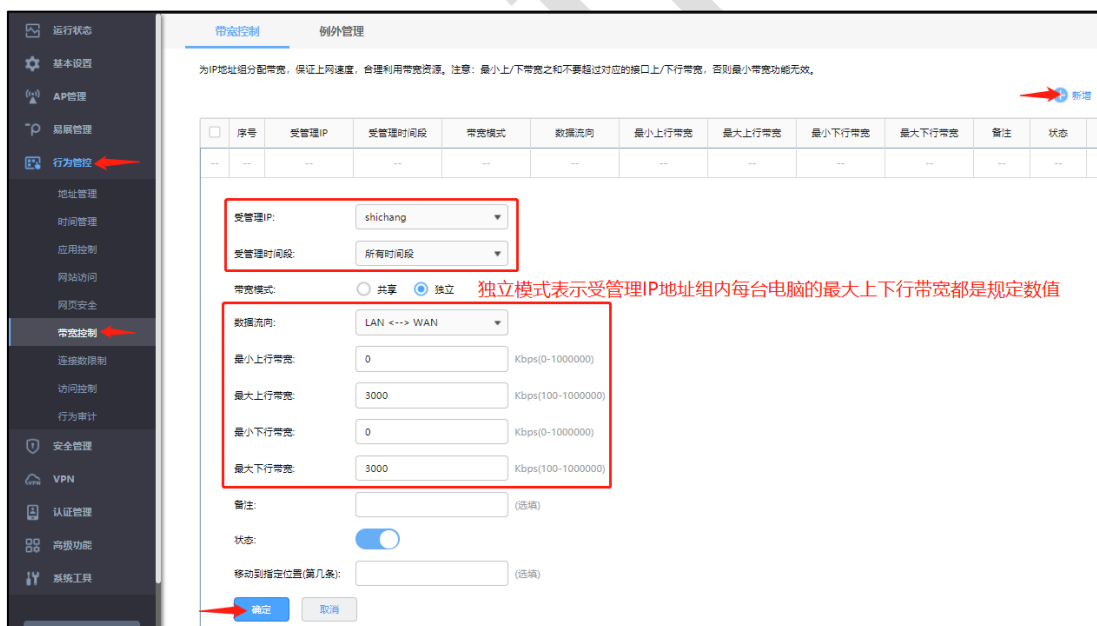 运行状态
基本设置
AP管理
易展管理
行为管控
地址管理
时间管理
应用控制
网站访问
网页安全
带宽控制
连接数限制
访问控制
行为审计
安全管理
VPN
认证管理
高级功能
系统工具
带宽控制 例外管理
为IP地址组分配带宽，保证上网速度，合理利用带宽资源。注意：最小上/下带宽之和不要超过对应的接口上/下行带宽，否则最小带宽功能无效。
新增
序号 受管理IP 受管理时间段 带宽模式 数据流向 最小上行带宽 最大上行带宽 最小下行带宽 最大下行带宽 备注 状态
-- -- -- -- -- -- -- -- -- -- -- --
受管理IP: shichang
受管理时间段: 所有时间段
带宽模式: 共享 独立 独立模式表示受管理IP地址组内每台电脑的最大上下行带宽都是规定数值
数据流向: LAN <--> WAN
最小上行带宽: 0 Kbps(0-1000000)
最大上行带宽: 3000 Kbps(100-1000000)
最小下行带宽: 0 Kbps(0-1000000)
最大下行带宽: 3000 Kbps(100-1000000)
备注: (选填)
状态:
移动到指定位置(第几条): (选填)
确定 取消